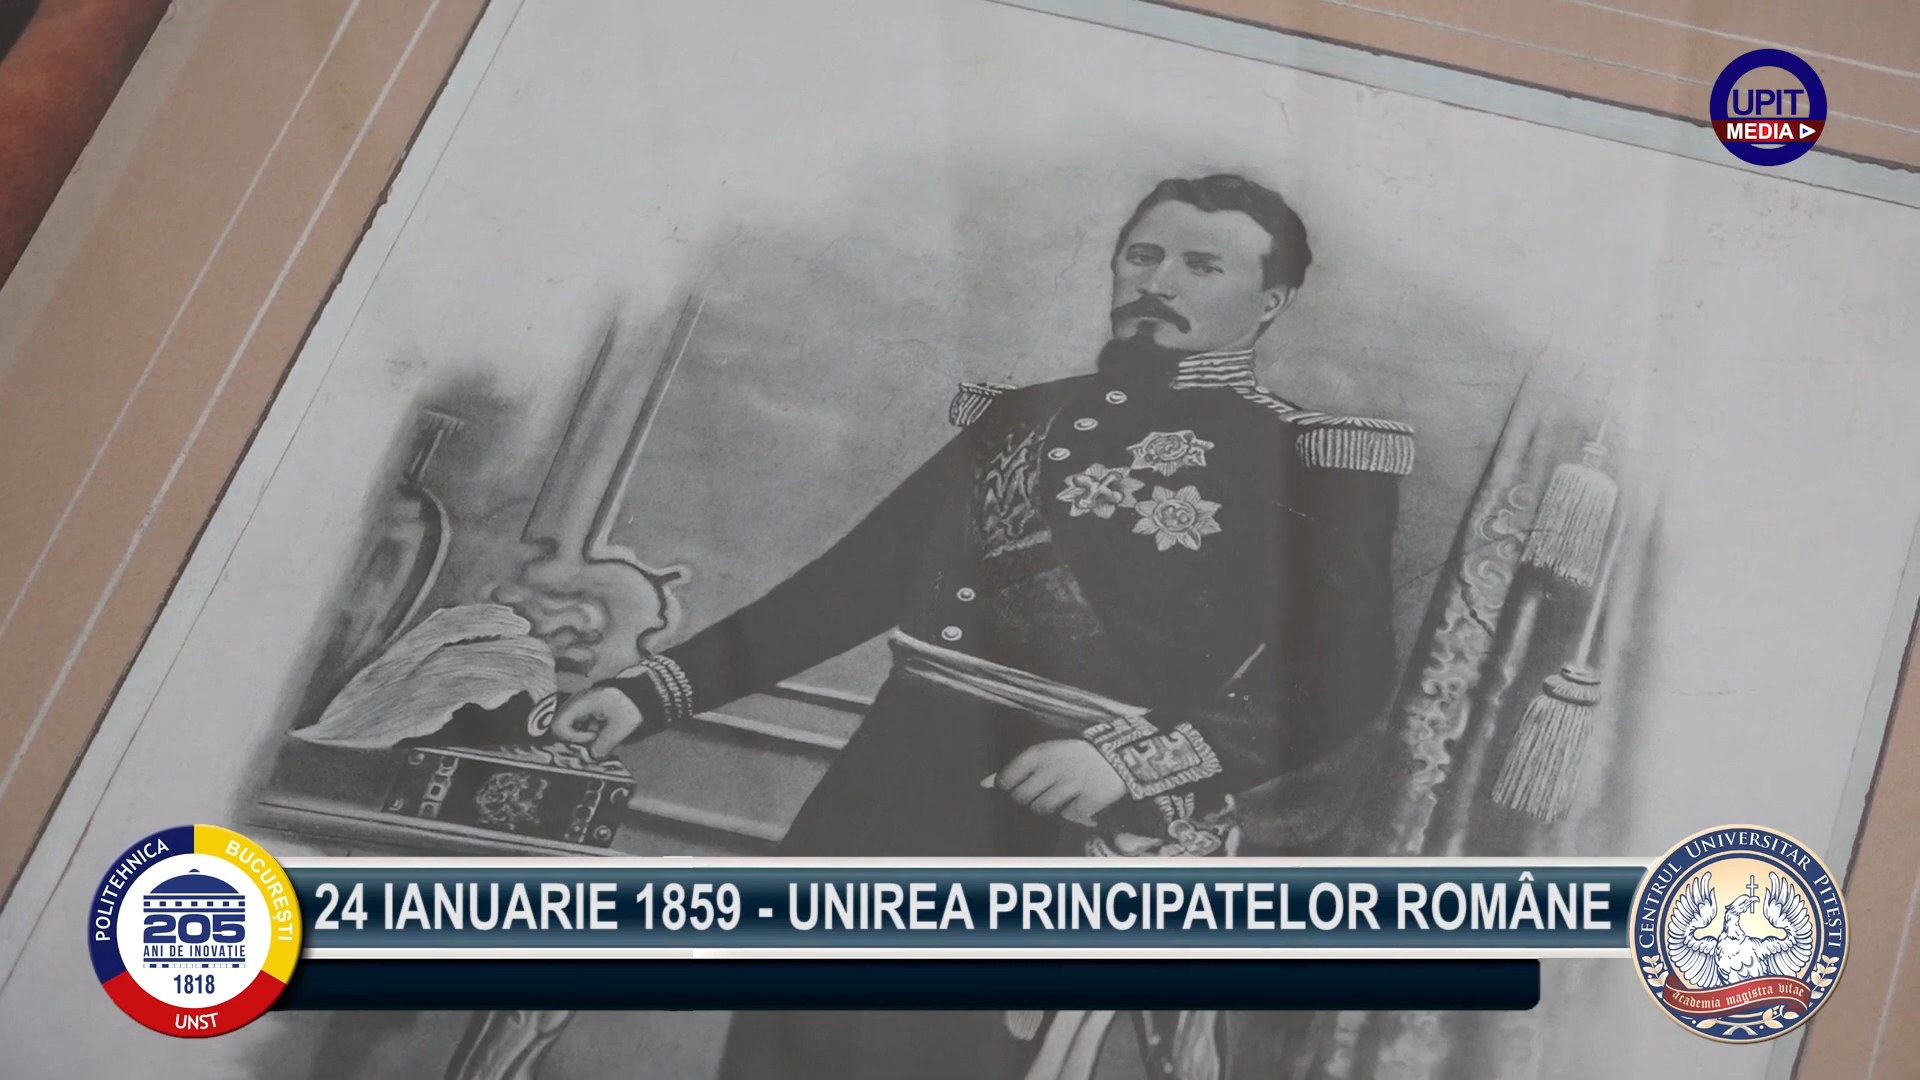 UPIT
MEDIA
24 IANUARIE 1859 - UNIREA PRINCIPATELOR ROMÂNE
POLITEHNICA
BUCUREȘTI
205
ANI DE INOVAȚIE
1818
UNST
CENTRUL UNIVERSITAR PITEȘTI
academia magistra vitae